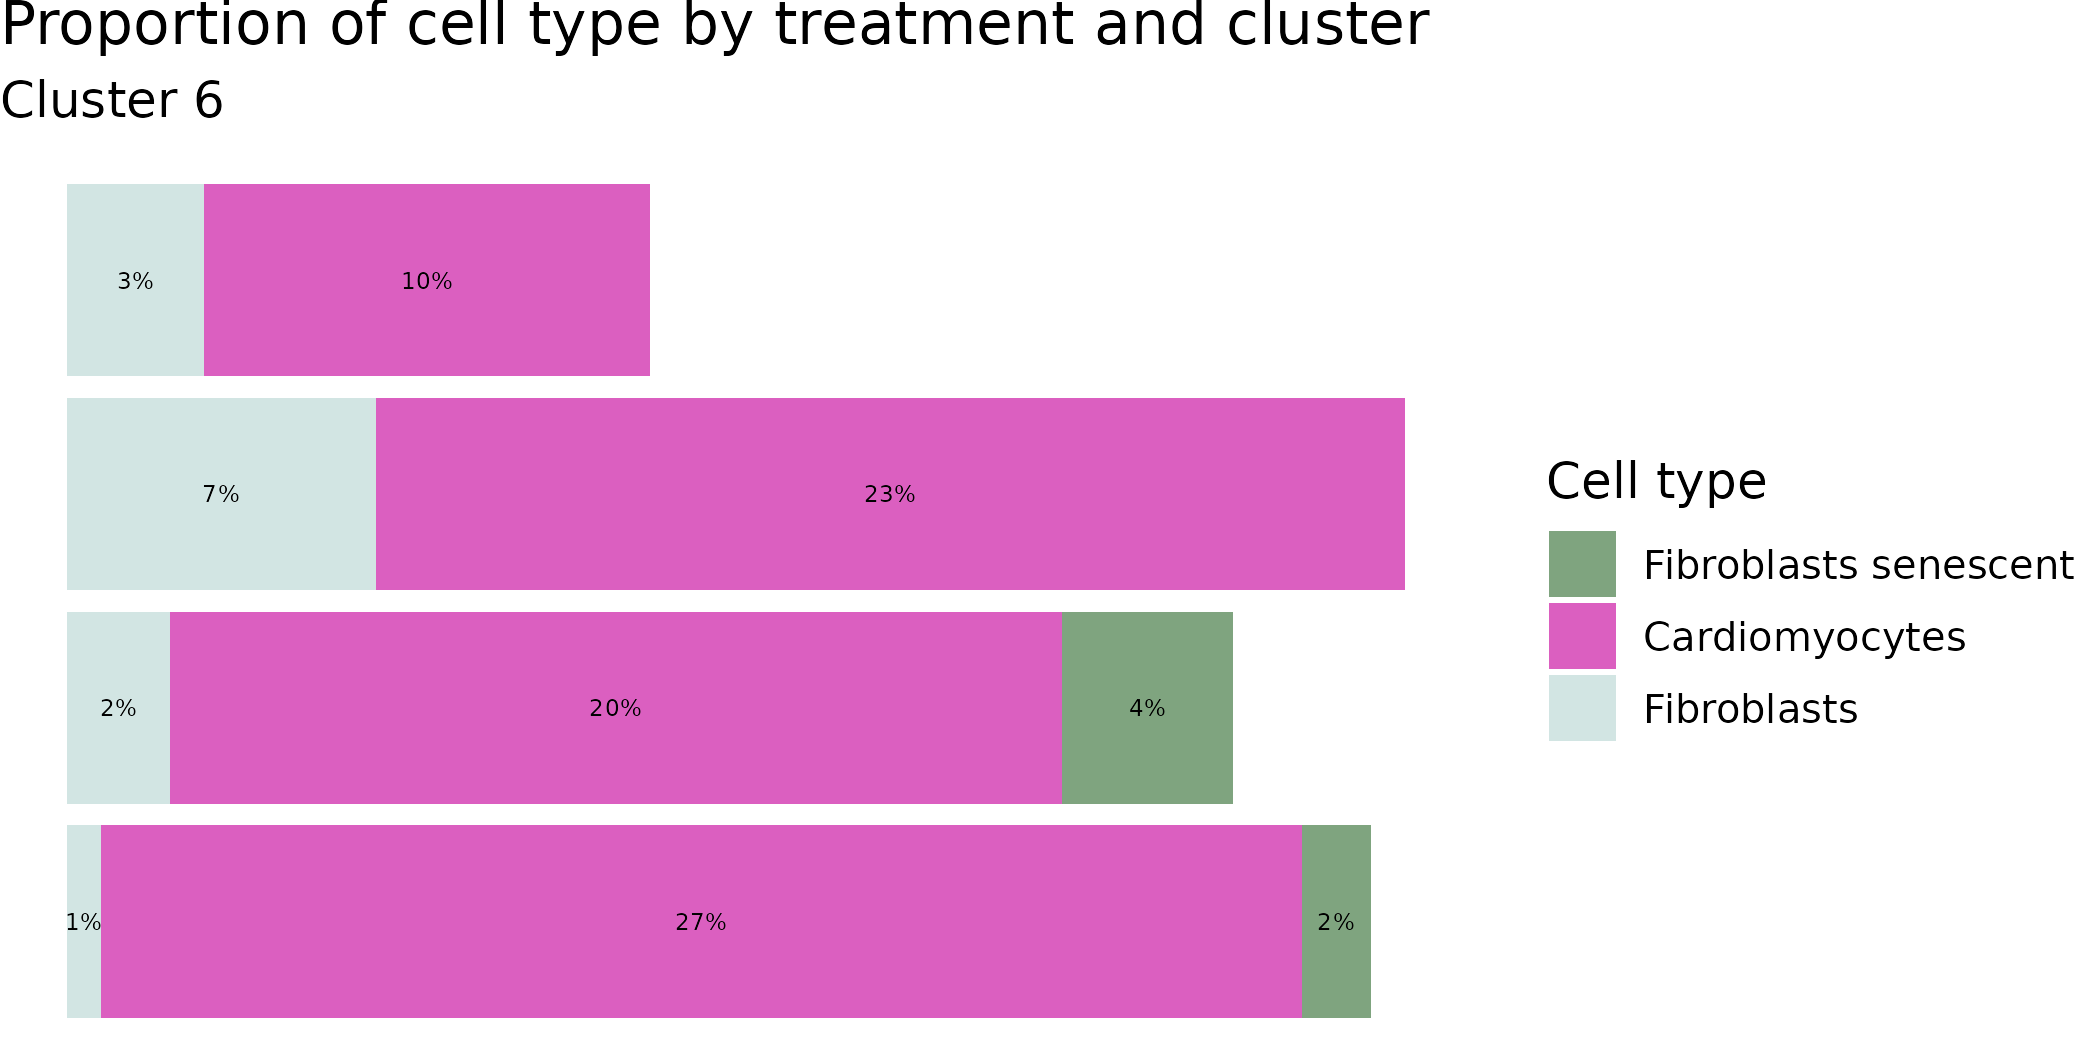 Proportion of cell type by treatment and cluster
Cluster 6
3% 10%
7% 23%
2% 20% 4%
1% 27% 2%
Cell type
Fibroblasts senescent
Cardiomyocytes
Fibroblasts